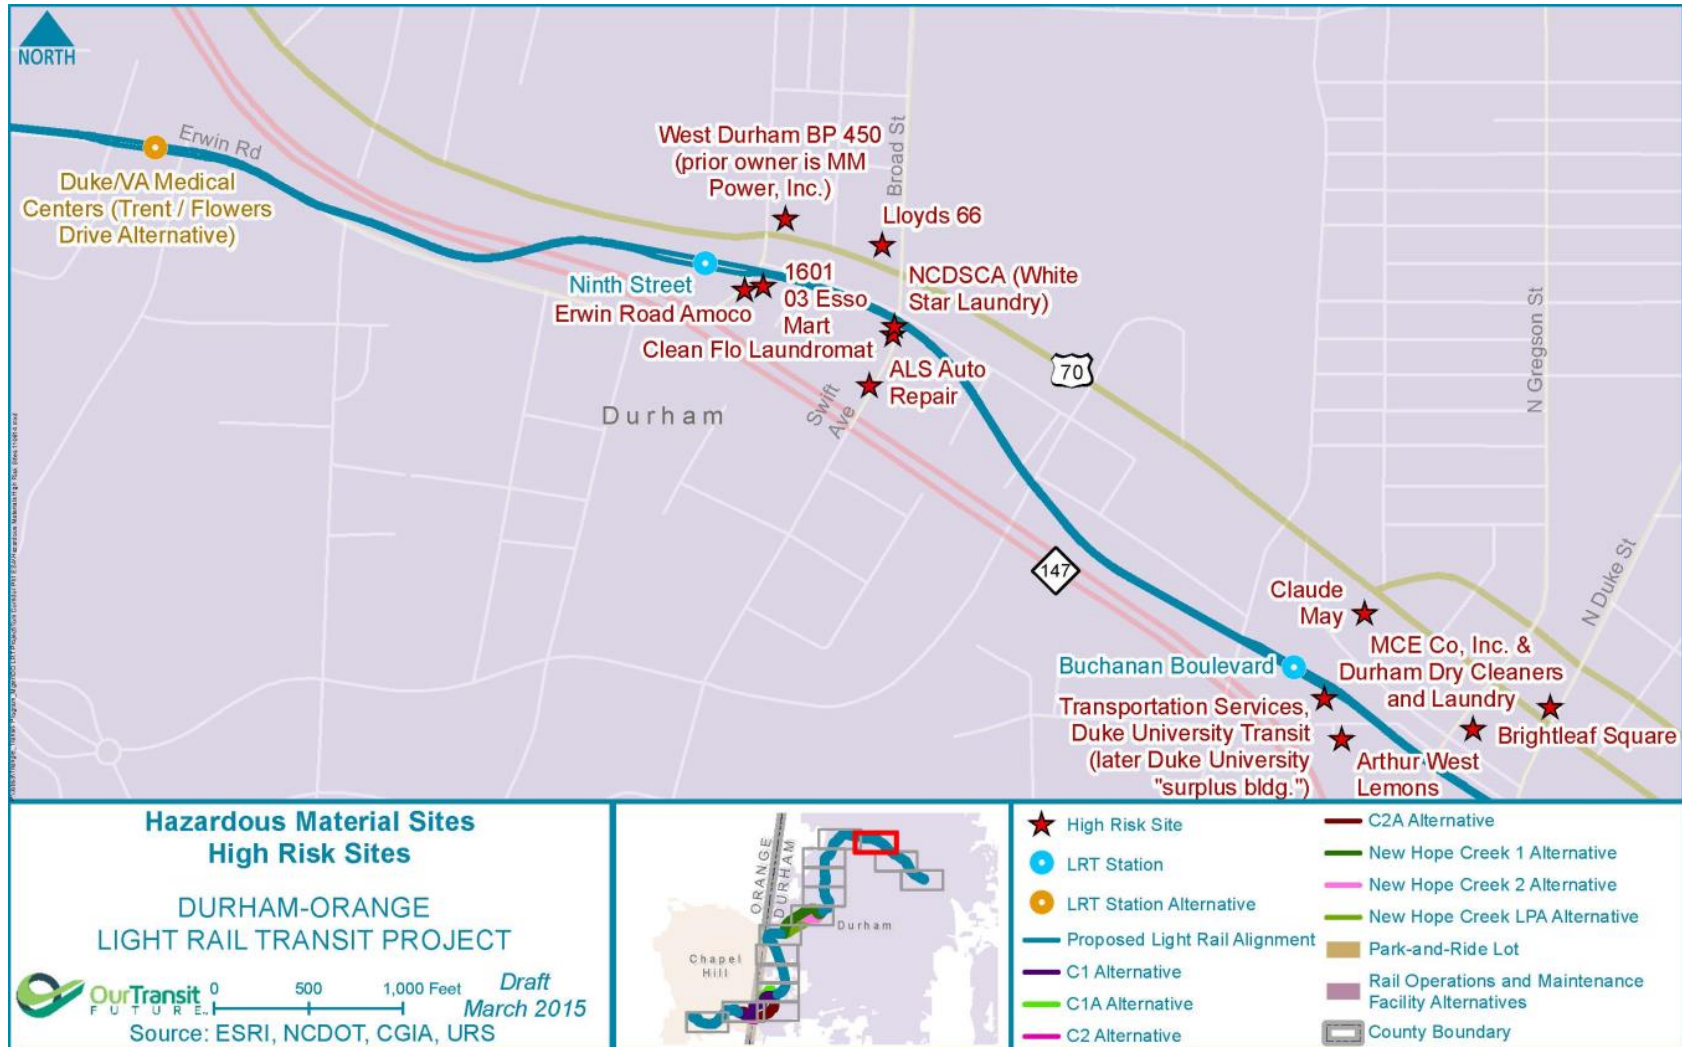 NORTH
Erwin Rd
Duke/VA Medical
Centers (Trent / Flowers
Drive Alternative)
West Durham BP 450
(prior owner is MM
Power, Inc.)
Broad St
Lloyds 66
Ninth Street
Erwin Road Amoco
1601
03 Esso
Mart
NCDSCA (White
Star Laundry)
Clean Flo Laundromat
ALS Auto
Repair
Swift
Ave
Durham
70
N Gregson St
147
N Duke St
Claude
May
Buchanan Boulevard
MCE Co, Inc. &
Durham Dry Cleaners
and Laundry
Transportation Services,
Duke University Transit
(later Duke University
"surplus bldg.")
Arthur West
Lemons
Brightleaf Square
Hazardous Material Sites
High Risk Sites
DURHAM-ORANGE
LIGHT RAIL TRANSIT PROJECT
OurTransit
FUTURE
0 500 1,000 Feet
Draft
March 2015
Source: ESRI, NCDOT, CGIA, URS
ORANGE
DURHAM
Durham
Chapel
Hill
High Risk Site
LRT Station
LRT Station Alternative
Proposed Light Rail Alignment
C1 Alternative
C1A Alternative
C2 Alternative
C2A Alternative
New Hope Creek 1 Alternative
New Hope Creek 2 Alternative
New Hope Creek LPA Alternative
Park-and-Ride Lot
Rail Operations and Maintenance
Facility Alternatives
County Boundary